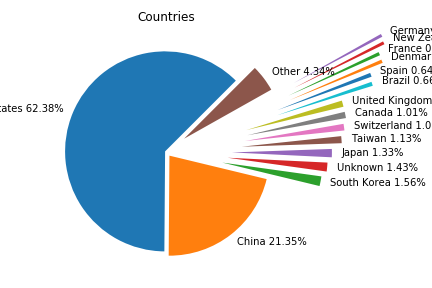 Countries
Germany
New Ze
France 0
Denmar
Spain 0.64
Brazil 0.66
Other 4.34%
United Kingdom
tates 62.38%
Canada 1.01%
Switzerland 1.0
Taiwan 1.13%
Japan 1.33%
Unknown 1.43%
South Korea 1.56%
China 21.35%